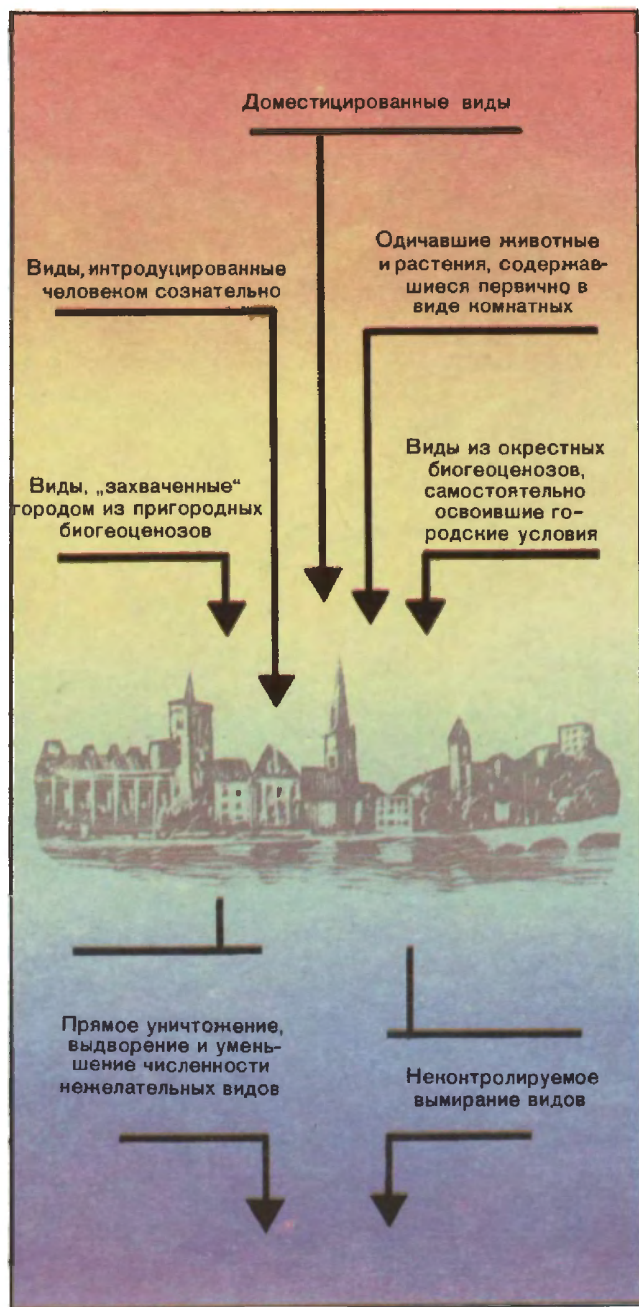 Доместицированные виды
Виды, интродуцированные
человеком сознательно
Одичавшие животные
и растения, содержав-
шиеся первично в
виде комнатных
Виды, „захваченные“
городом из пригородных
биогеоценозов
Виды из окрестных
биогеоценозов,
самостоятельно
освоившие го-
родские условия
Прямое уничтожение,
выдворение и умень-
шение численности
нежелательных видов
Неконтролируемое
вымирание видов